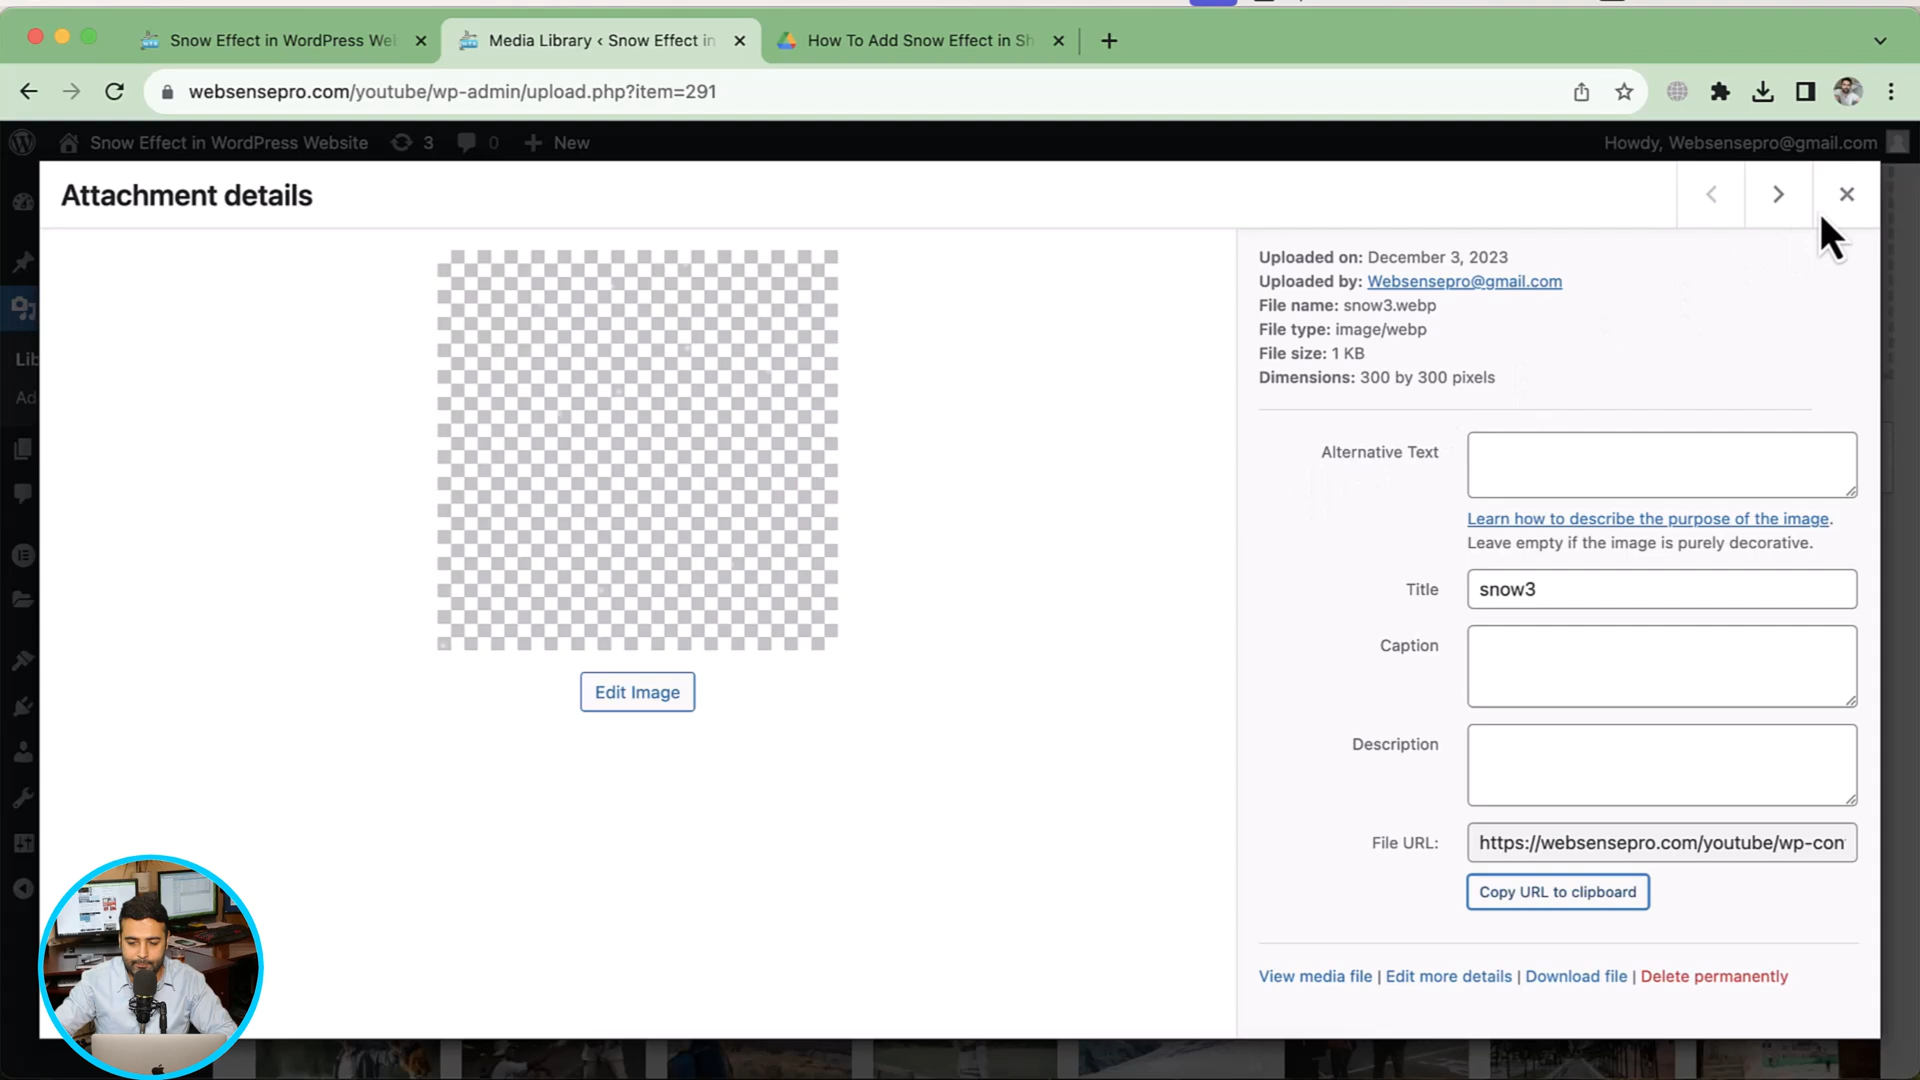 Snow Effect in WordPress Wel
Media Library ‹ Snow Effect in
How To Add Snow Effect in Sh
websensepro.com/youtube/wp-admin/upload.php?item=291
Snow Effect in WordPress Website
3
0
New
Howdy, Websensepro@gmail.com
Attachment details
Lib
Ad
Uploaded on: December 3, 2023
Uploaded by: Websensepro@gmail.com
File name: snow3.webp
File type: image/webp
File size: 1 KB
Dimensions: 300 by 300 pixels
Alternative Text
Learn how to describe the purpose of the image.
Leave empty if the image is purely decorative.
Title
snow3
Caption
Description
File URL:
https://websensepro.com/youtube/wp-con
Copy URL to clipboard
Edit Image
View media file | Edit more details | Download file | Delete permanently